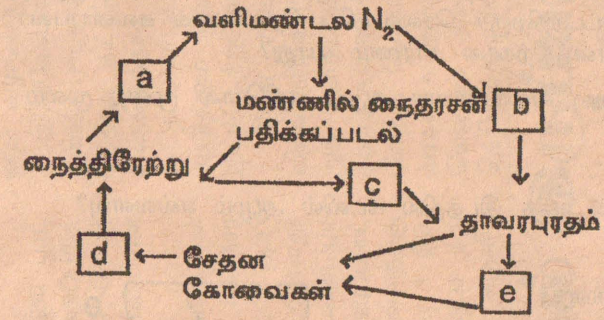 வளிமண்டல N₂
a
மண்ணில் நைதரசன்
பதிக்கப்படல்
b
நைத்திரேற்று
c
தாவரபுரதம்
d
சேதன
கோவைகள்
e